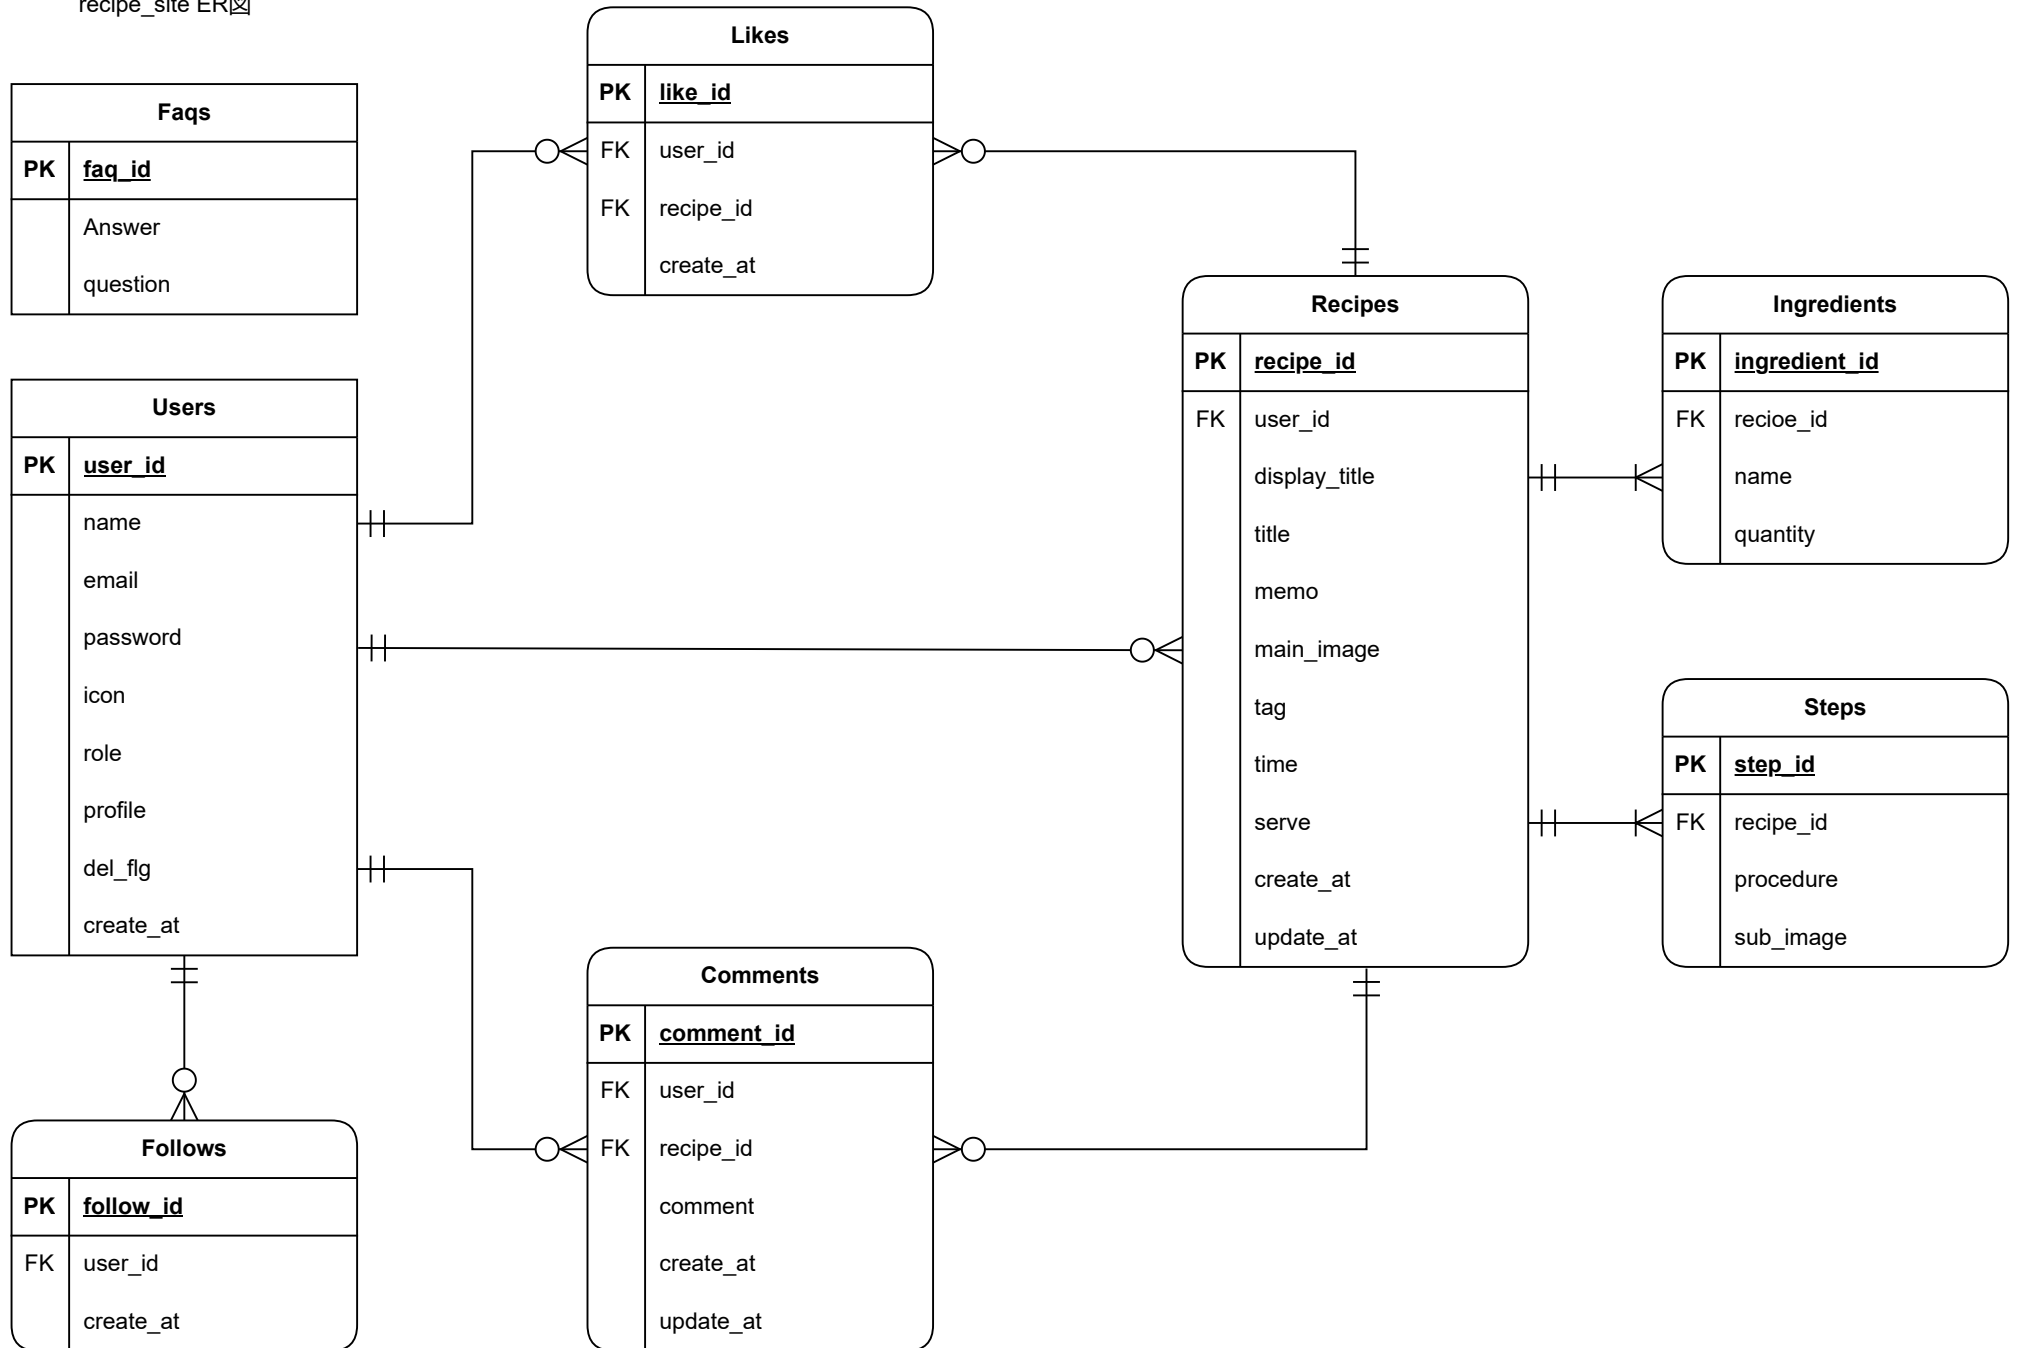 recipe_site ER図
Likes
PK like_id
FK user_id
FK recipe_id
create_at
Faqs
PK faq_id
Answer
question
Users
PK user_id
name
email
password
icon
role
profile
del_flg
create_at
Recipes
PK recipe_id
FK user_id
display_title
title
memo
main_image
tag
time
serve
create_at
update_at
Ingredients
PK ingredient_id
FK recioe_id
name
quantity
Steps
PK step_id
FK recipe_id
procedure
sub_image
Comments
PK comment_id
FK user_id
FK recipe_id
comment
create_at
update_at
Follows
PK follow_id
FK user_id
create_at